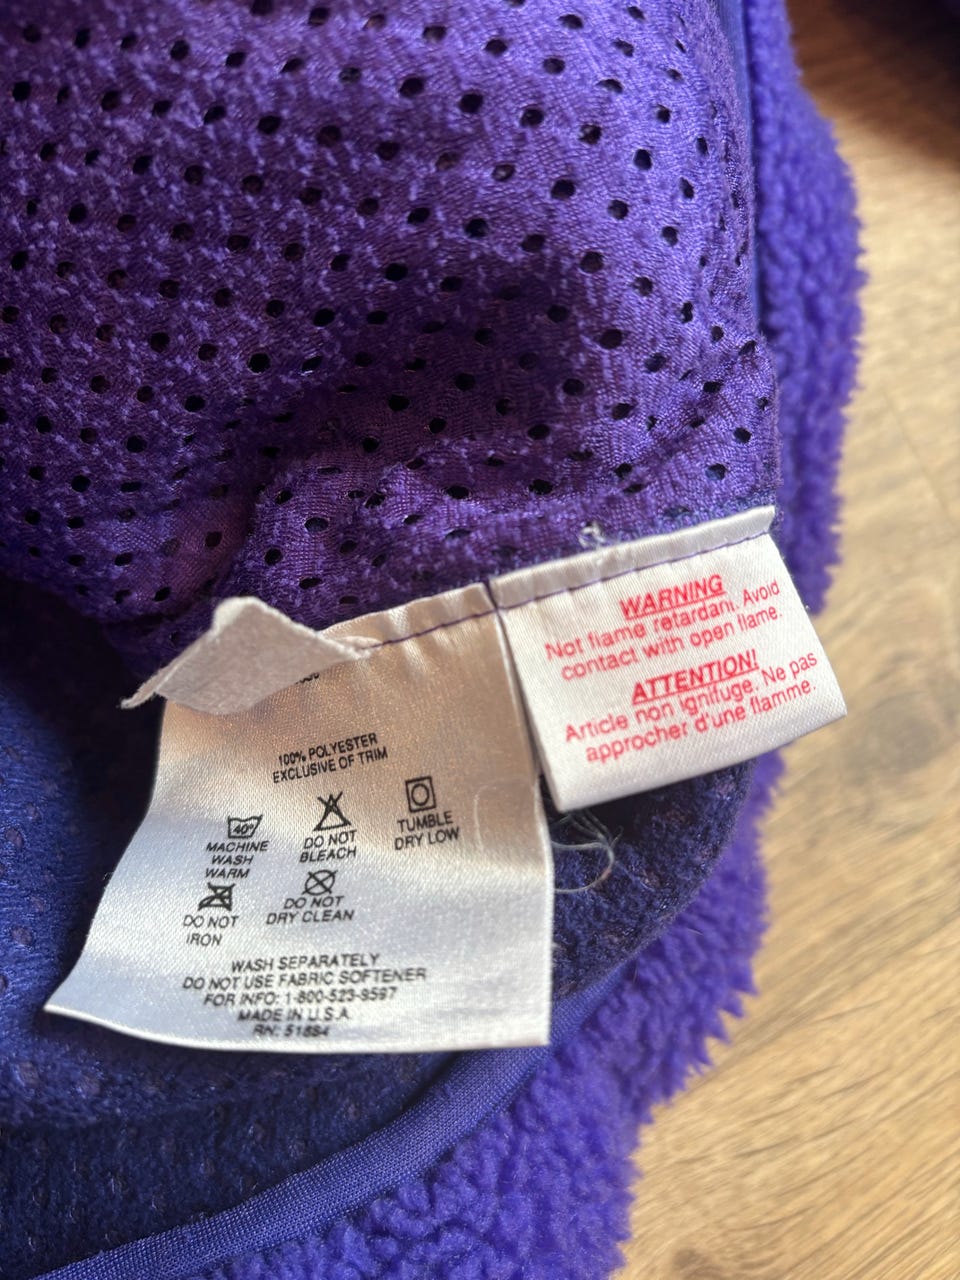 100% POLYESTER
EXCLUSIVE OF TRIM
40°
MACHINE
WASH
WARM
DO NOT
BLEACH
TUMBLE
DRY LOW
DO NOT
IRON
DO NOT
DRY CLEAN
WASH SEPARATELY
DO NOT USE FABRIC SOFTENER
FOR INFO: 1-800-523-9597
MADE IN U.S.A.
RN: 51884
WARNING
Not flame retardant. Avoid
contact with open flame.
ATTENTION!
Article non ignifuge. Ne pas
approcher d'une flamme.